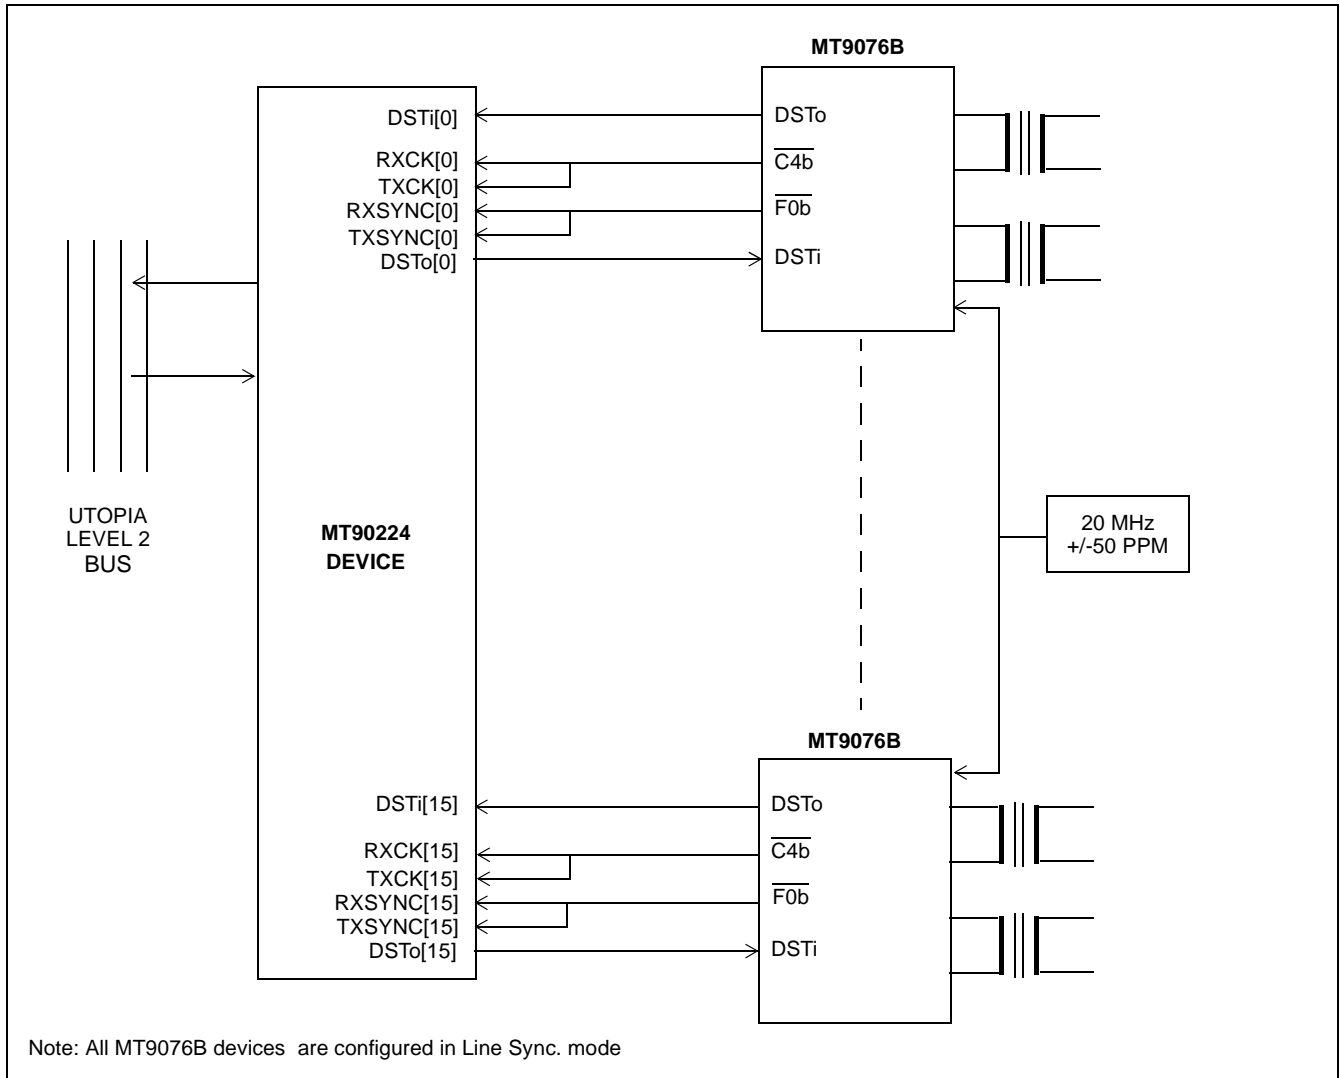 MT9076B
DSTi[0]
RXCK[0]
TXCK[0]
RXSYNC[0]
TXSYNC[0]
DSTo[0]
DSTo
C4b
F0b
DSTi
UTOPIA
LEVEL 2
BUS
MT90224
DEVICE
20 MHz
+/-50 PPM
MT9076B
DSTi[15]
RXCK[15]
TXCK[15]
RXSYNC[15]
TXSYNC[15]
DSTo[15]
DSTo
C4b
F0b
DSTi
Note: All MT9076B devices are configured in Line Sync. mode